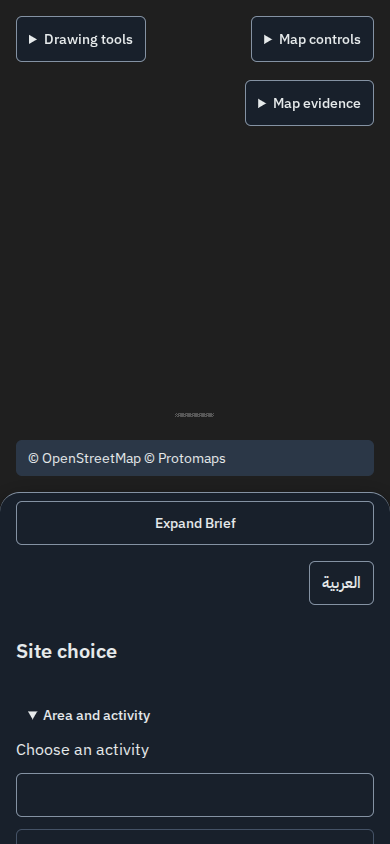 Drawing tools
Map controls
Map evidence
© OpenStreetMap © Protomaps
Expand Brief
العربية
Site choice
Area and activity
Choose an activity